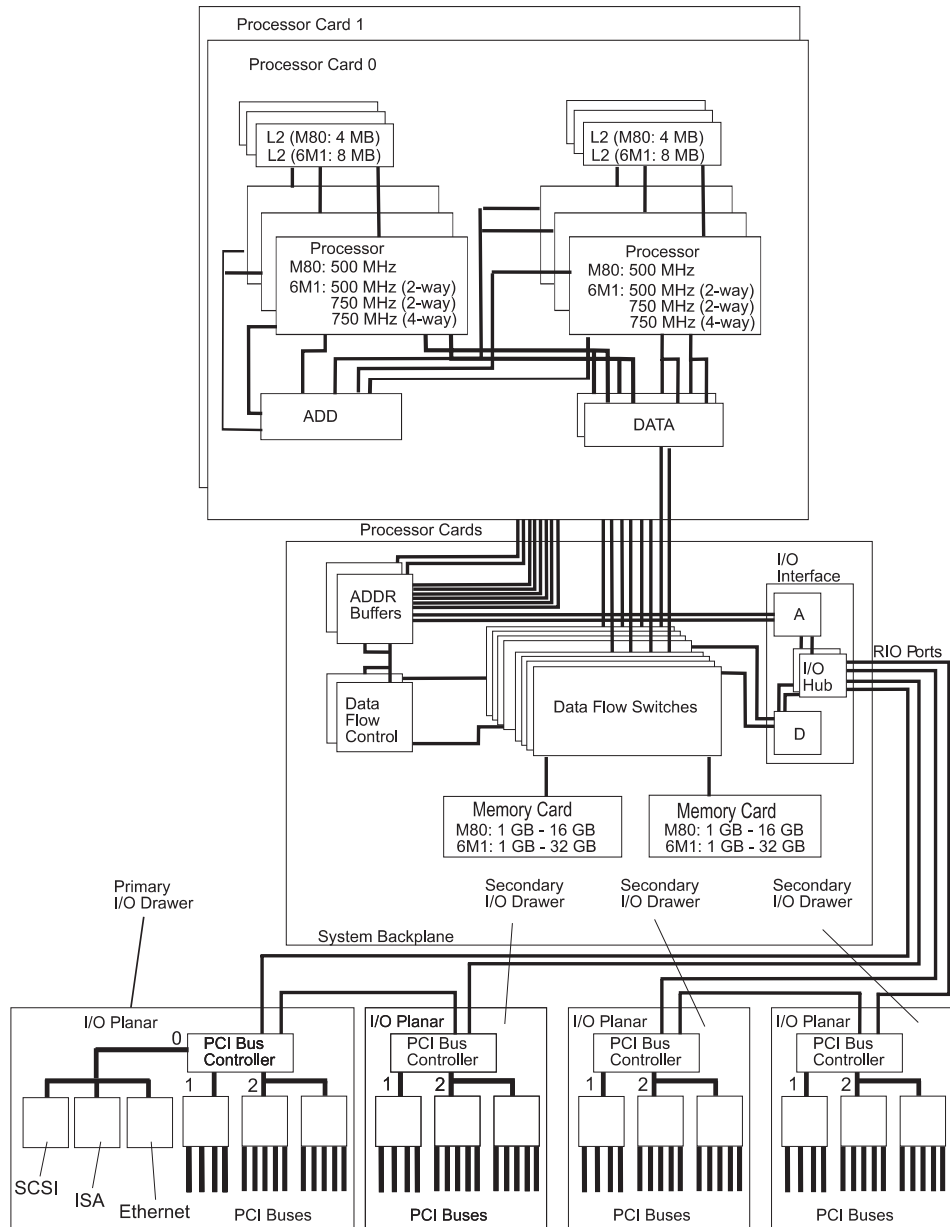 Processor Card 1
Processor Card 0
L2 (M80: 4 MB)
L2 (6M1: 8 MB)
L2 (M80: 4 MB)
L2 (6M1: 8 MB)
Processor
M80: 500 MHz
6M1: 500 MHz (2-way)
750 MHz (2-way)
750 MHz (4-way)
Processor
M80: 500 MHz
6M1: 500 MHz (2-way)
750 MHz (2-way)
750 MHz (4-way)
ADD
DATA
Processor Cards
I/O
Interface
ADDR
Buffers
A
RIO Ports
I/O
Hub
Data
Flow
Control
Data Flow Switches
D
Memory Card
M80: 1 GB - 16 GB
6M1: 1 GB - 32 GB
Memory Card
M80: 1 GB - 16 GB
6M1: 1 GB - 32 GB
Primary
I/O Drawer
Secondary
I/O Drawer
Secondary
I/O Drawer
Secondary
I/O Drawer
System Backplane
I/O Planar
0
PCI Bus
Controller
1
2
SCSI
ISA
Ethernet
PCI Buses
I/O Planar
PCI Bus
Controller
1
2
PCI Buses
I/O Planar
PCI Bus
Controller
1
2
PCI Buses
I/O Planar
PCI Bus
Controller
1
2
PCI Buses